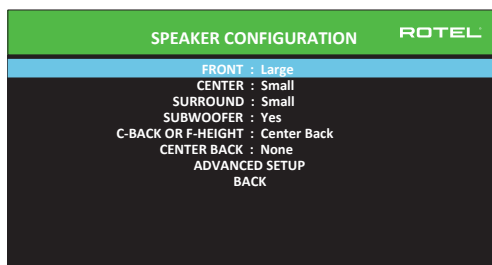 SPEAKER CONFIGURATION
ROTEL
FRONT : Large
CENTER : Small
SURROUND : Small
SUBWOOFER : Yes
C-BACK OR F-HEIGHT : Center Back
CENTER BACK : None
ADVANCED SETUP
BACK